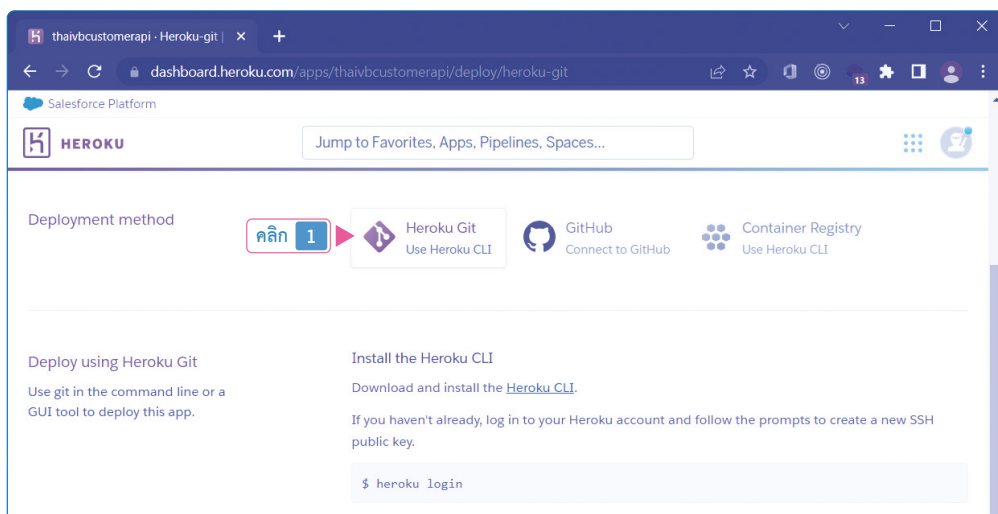 thaivbcustomerapi · Heroku-git |
dashboard.heroku.com/apps/thaivbcustomerapi/deploy/heroku-git
13
Salesforce Platform
HEROKU
Jump to Favorites, Apps, Pipelines, Spaces...
Deployment method
คลิก 1
Heroku Git
Use Heroku CLI
GitHub
Connect to GitHub
Container Registry
Use Heroku CLI
Deploy using Heroku Git
Use git in the command line or a
GUI tool to deploy this app.
Install the Heroku CLI
Download and install the Heroku CLI.
If you haven't already, log in to your Heroku account and follow the prompts to create a new SSH
public key.
$ heroku login